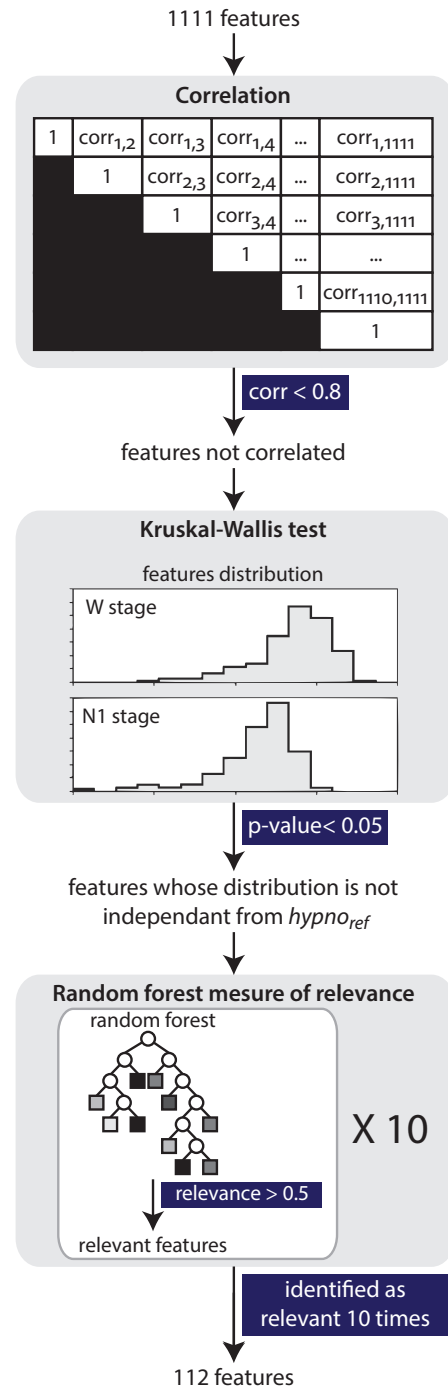 1111 features
Correlation
1 corr1,2 corr1,3 corr1,4 ... corr1,1111
1 corr2,3 corr2,4 ... corr2,1111
1 corr3,4 ... corr3,1111
1 ... ...
1 corr1110,1111
1
corr < 0.8
features not correlated
Kruskal-Wallis test
features distribution
W stage
N1 stage
p-value< 0.05
features whose distribution is not
independant from hypnoref
Random forest mesure of relevance
random forest
X 10
relevance > 0.5
relevant features
identified as
relevant 10 times
112 features